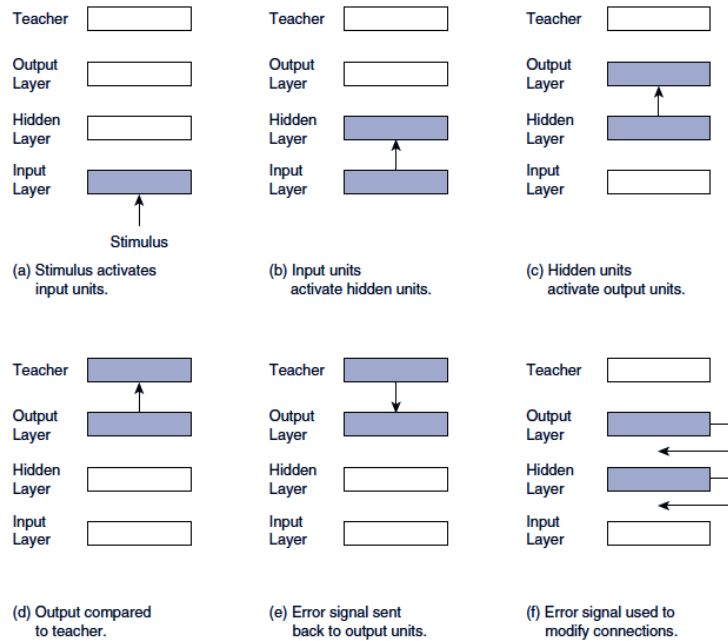 Teacher
Output
Layer
Hidden
Layer
Input
Layer
Stimulus
(a) Stimulus activates
input units.
Teacher
Output
Layer
Hidden
Layer
Input
Layer
(b) Input units
activate hidden units.
Teacher
Output
Layer
Hidden
Layer
Input
Layer
(c) Hidden units
activate output units.
Teacher
Output
Layer
Hidden
Layer
Input
Layer
(d) Output compared
to teacher.
Teacher
Output
Layer
Hidden
Layer
Input
Layer
(e) Error signal sent
back to output units.
Teacher
Output
Layer
Hidden
Layer
Input
Layer
(f) Error signal used to
modify connections.